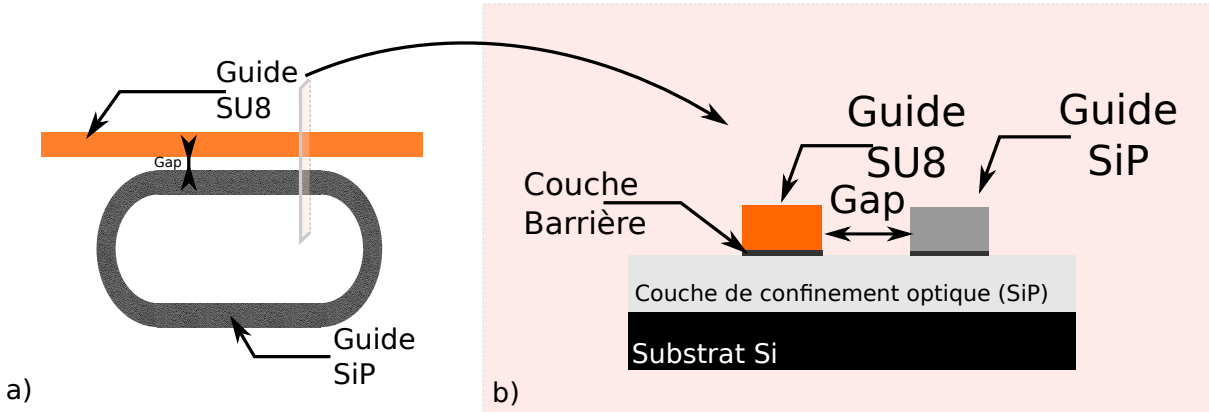 Guide
SU8
Gap
Guide
SiP
a)
Guide
SU8
Guide
SiP
Couche
Barrière
Gap
Couche de confinement optique (SiP)
Substrat Si
b)